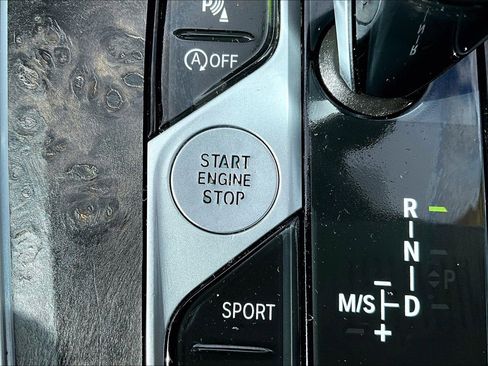 P
A OFF
START
ENGINE
STOP
SPORT
R
N
P
M/S D
- +